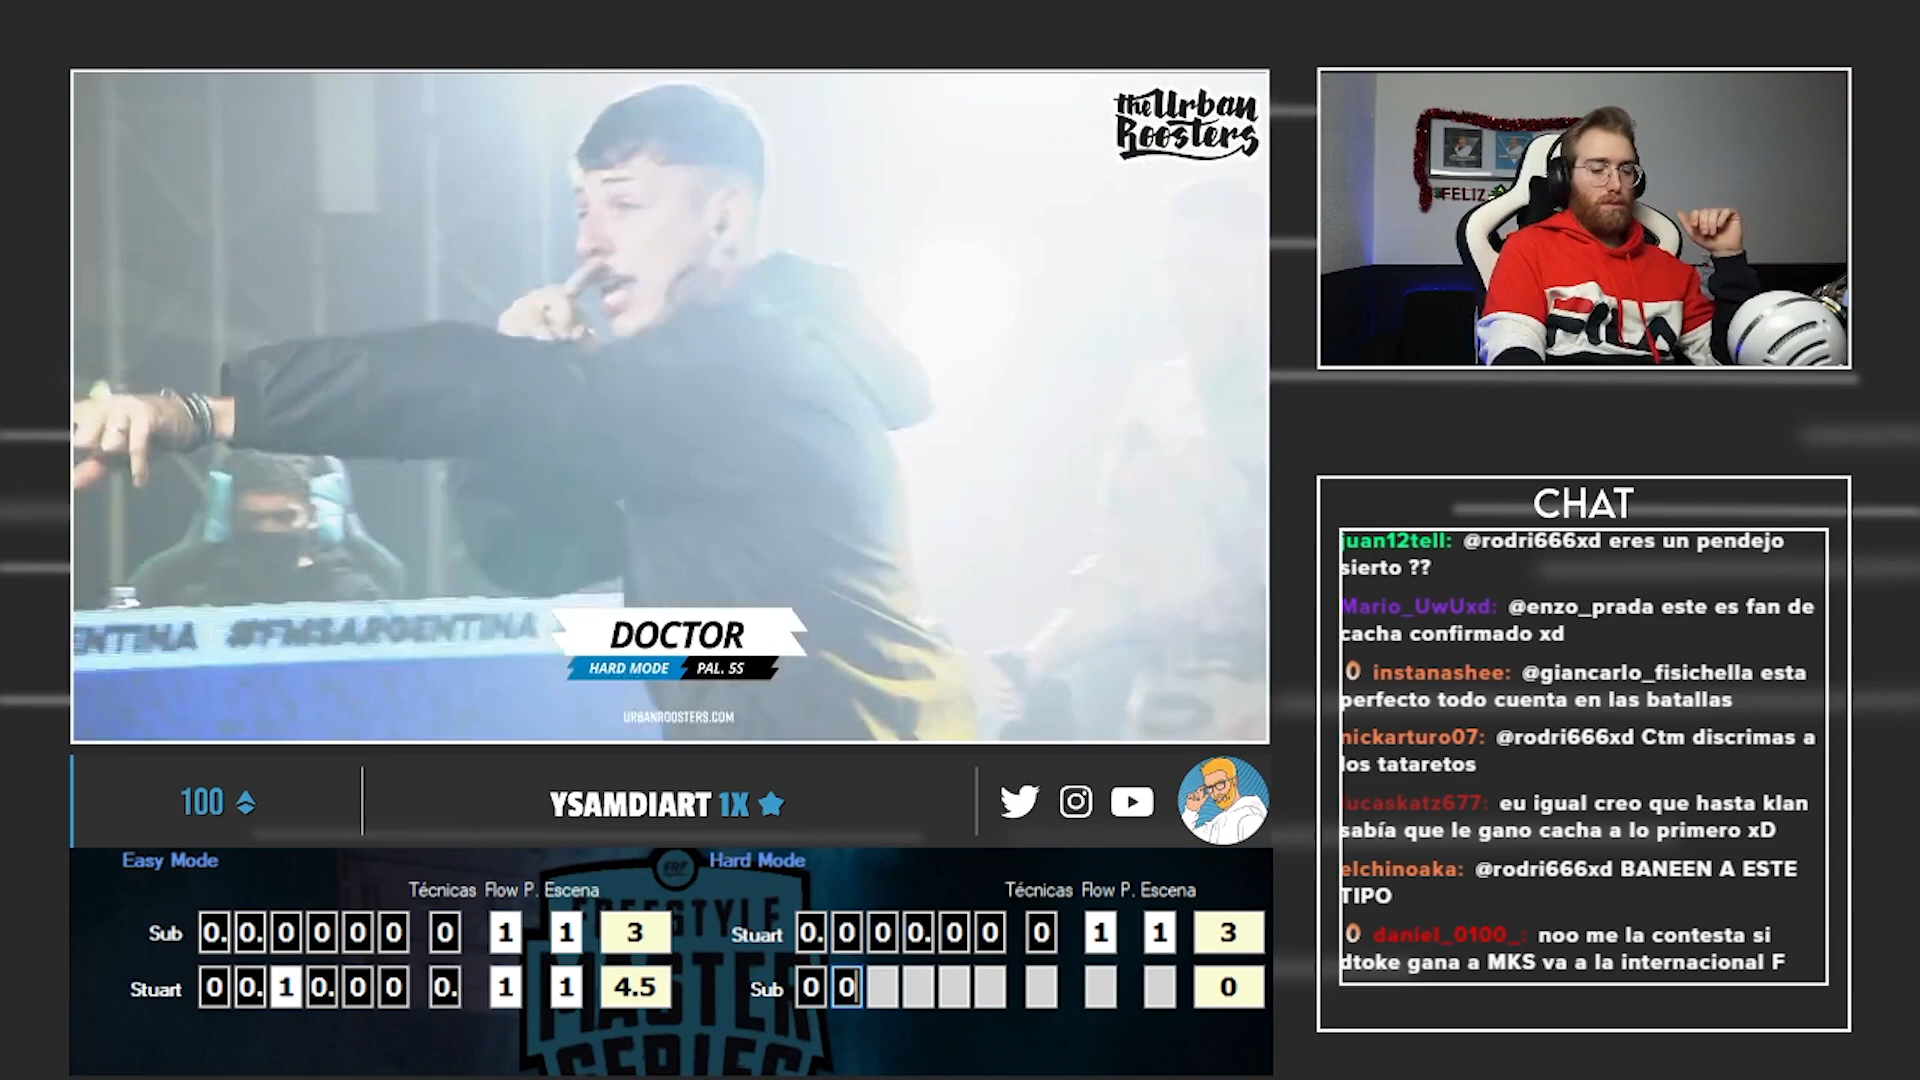 the Urban
Roosters
FELIZ
FILA
ENTINA #FMSARGENTINA
DOCTOR
HARD MODE PAL. 5S
URBANROOSTERS.COM
CHAT
juan12tell: @rodri666xd eres un pendejo
sierto ??
Mario_UwUxd: @enzo_prada este es fan de
cacha confirmado xd
instanashee: @giancarlo_fisichella esta
perfecto todo cuenta en las batallas
nickarturo07: @rodri666xd Ctm discrimas a
los tataretos
lucaskatz677: eu igual creo que hasta klan
sabía que le gano cacha a lo primero xD
elchinoaka: @rodri666xd BANEEN A ESTE
TIPO
daniel_0100_: noo me la contesta si
dtoke gana a MKS va a la internacional F
100
YSAMDIART 1X
Easy Mode
Técnicas Flow P. Escena
Sub 0. 0. 0 0 0 0 0 1 1 3
Stuart 0 0. 1 0. 0 0 0. 1 1 4.5
Hard Mode
Técnicas Flow P. Escena
Stuart 0. 0 0 0. 0 0 0 1 1 3
Sub 0 0 0
FREESTYLE
MASTER
SERIES